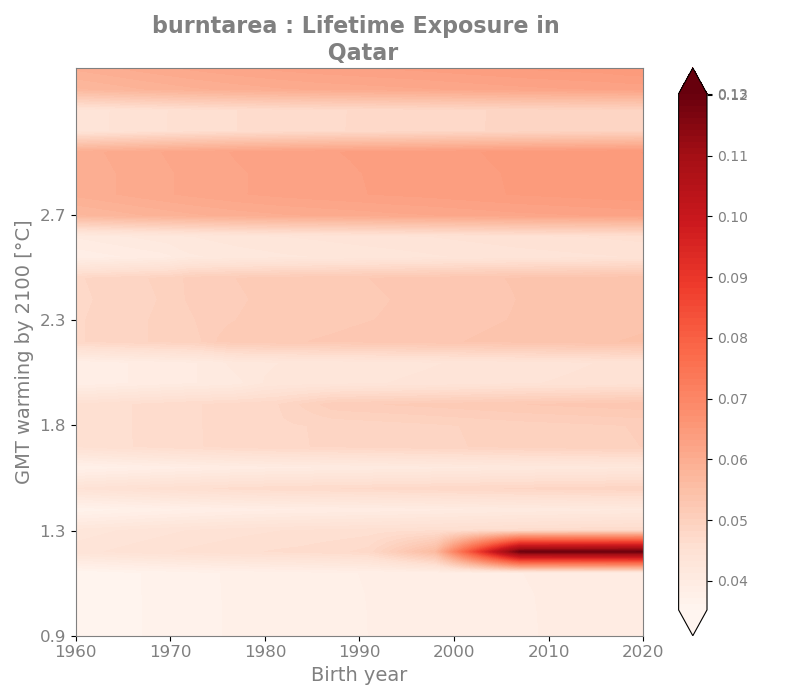 burntarea : Lifetime Exposure in
Qatar
GMT warming by 2100 [°C]
2.7
2.3
1.8
1.3
0.9
1960 1970 1980 1990 2000 2010 2020
Birth year
0.11
0.10
0.09
0.08
0.07
0.06
0.05
0.04